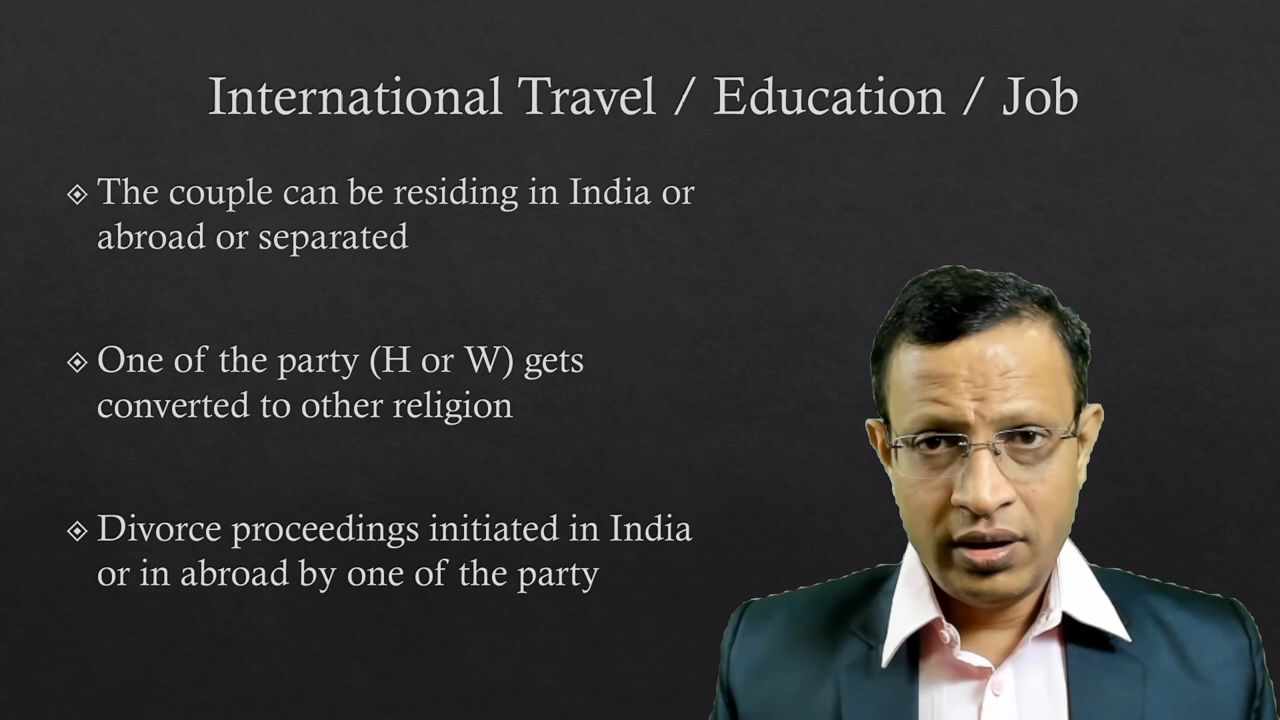 International Travel / Education / Job
The couple can be residing in India or
abroad or separated
One of the party (H or W) gets
converted to other religion
Divorce proceedings initiated in India
or in abroad by one of the party